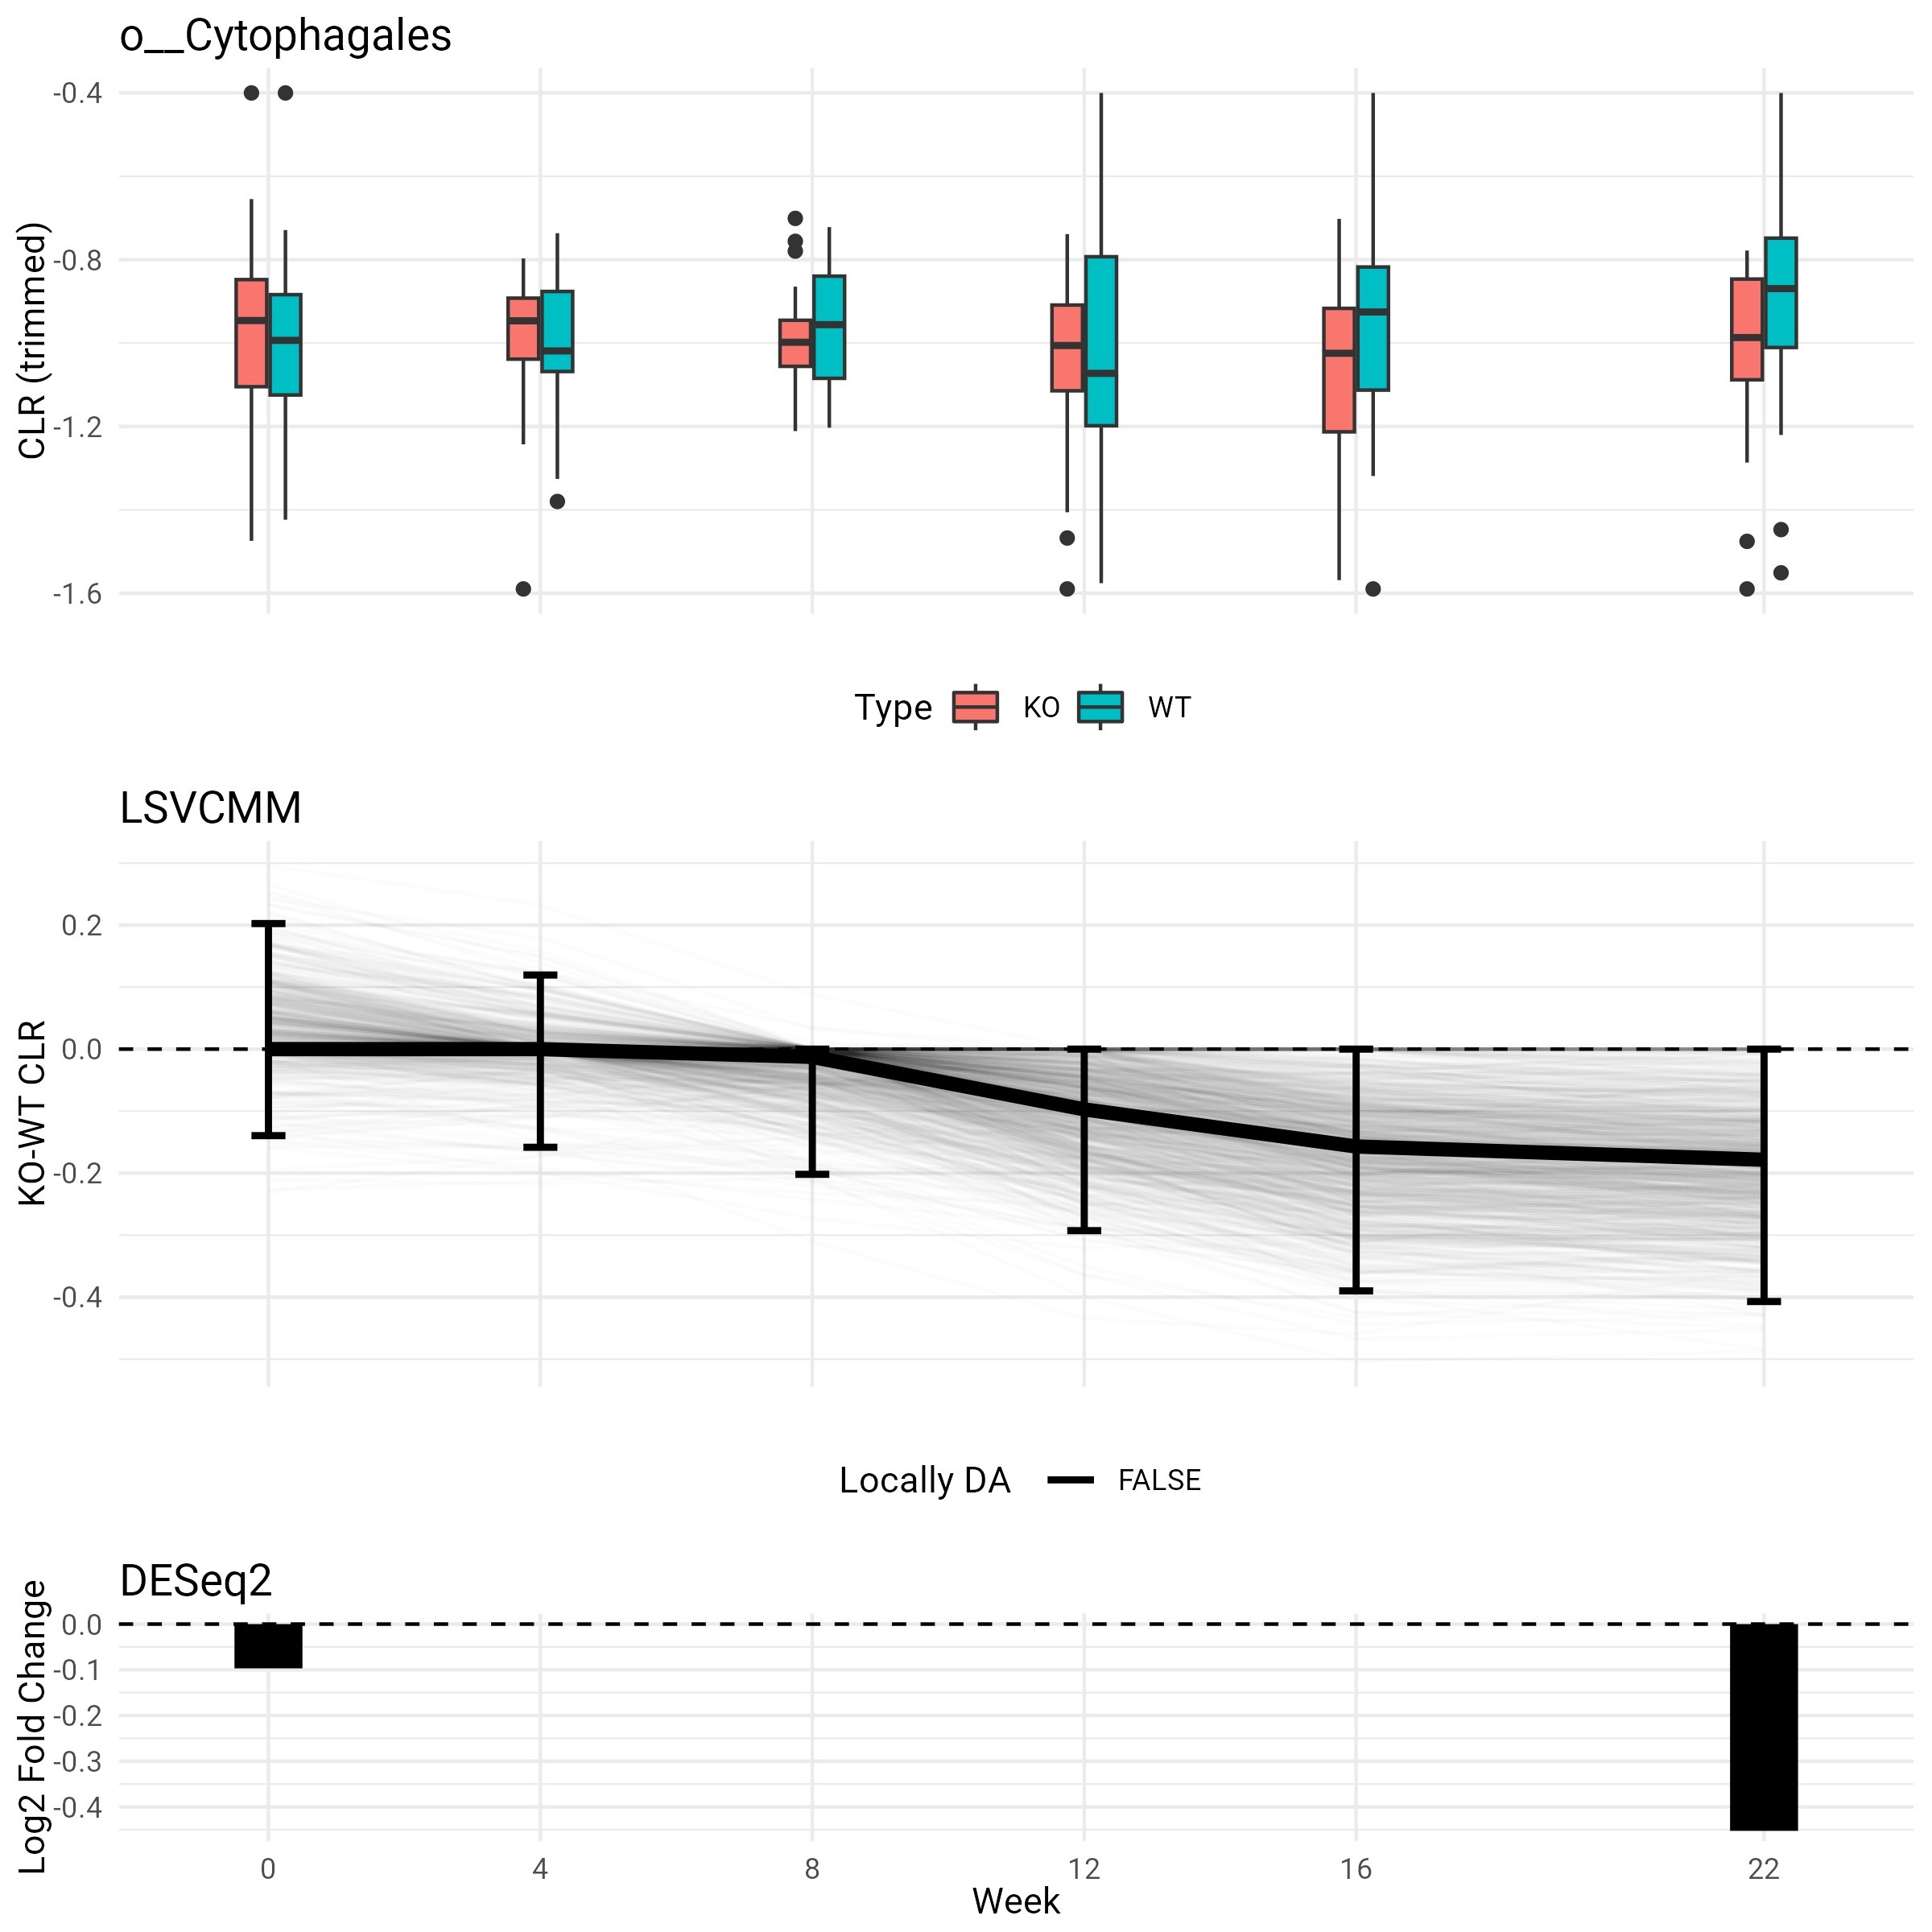 o__Cytophagales
CLR (trimmed)
-0.4
-0.8
-1.2
-1.6
Type KO WT
LSVCMM
KO-WT CLR
0.2
0.0
-0.2
-0.4
Locally DA FALSE
DESeq2
Log2 Fold Change
0.0
-0.1
-0.2
-0.3
-0.4
0 4 8 12 16 22
Week